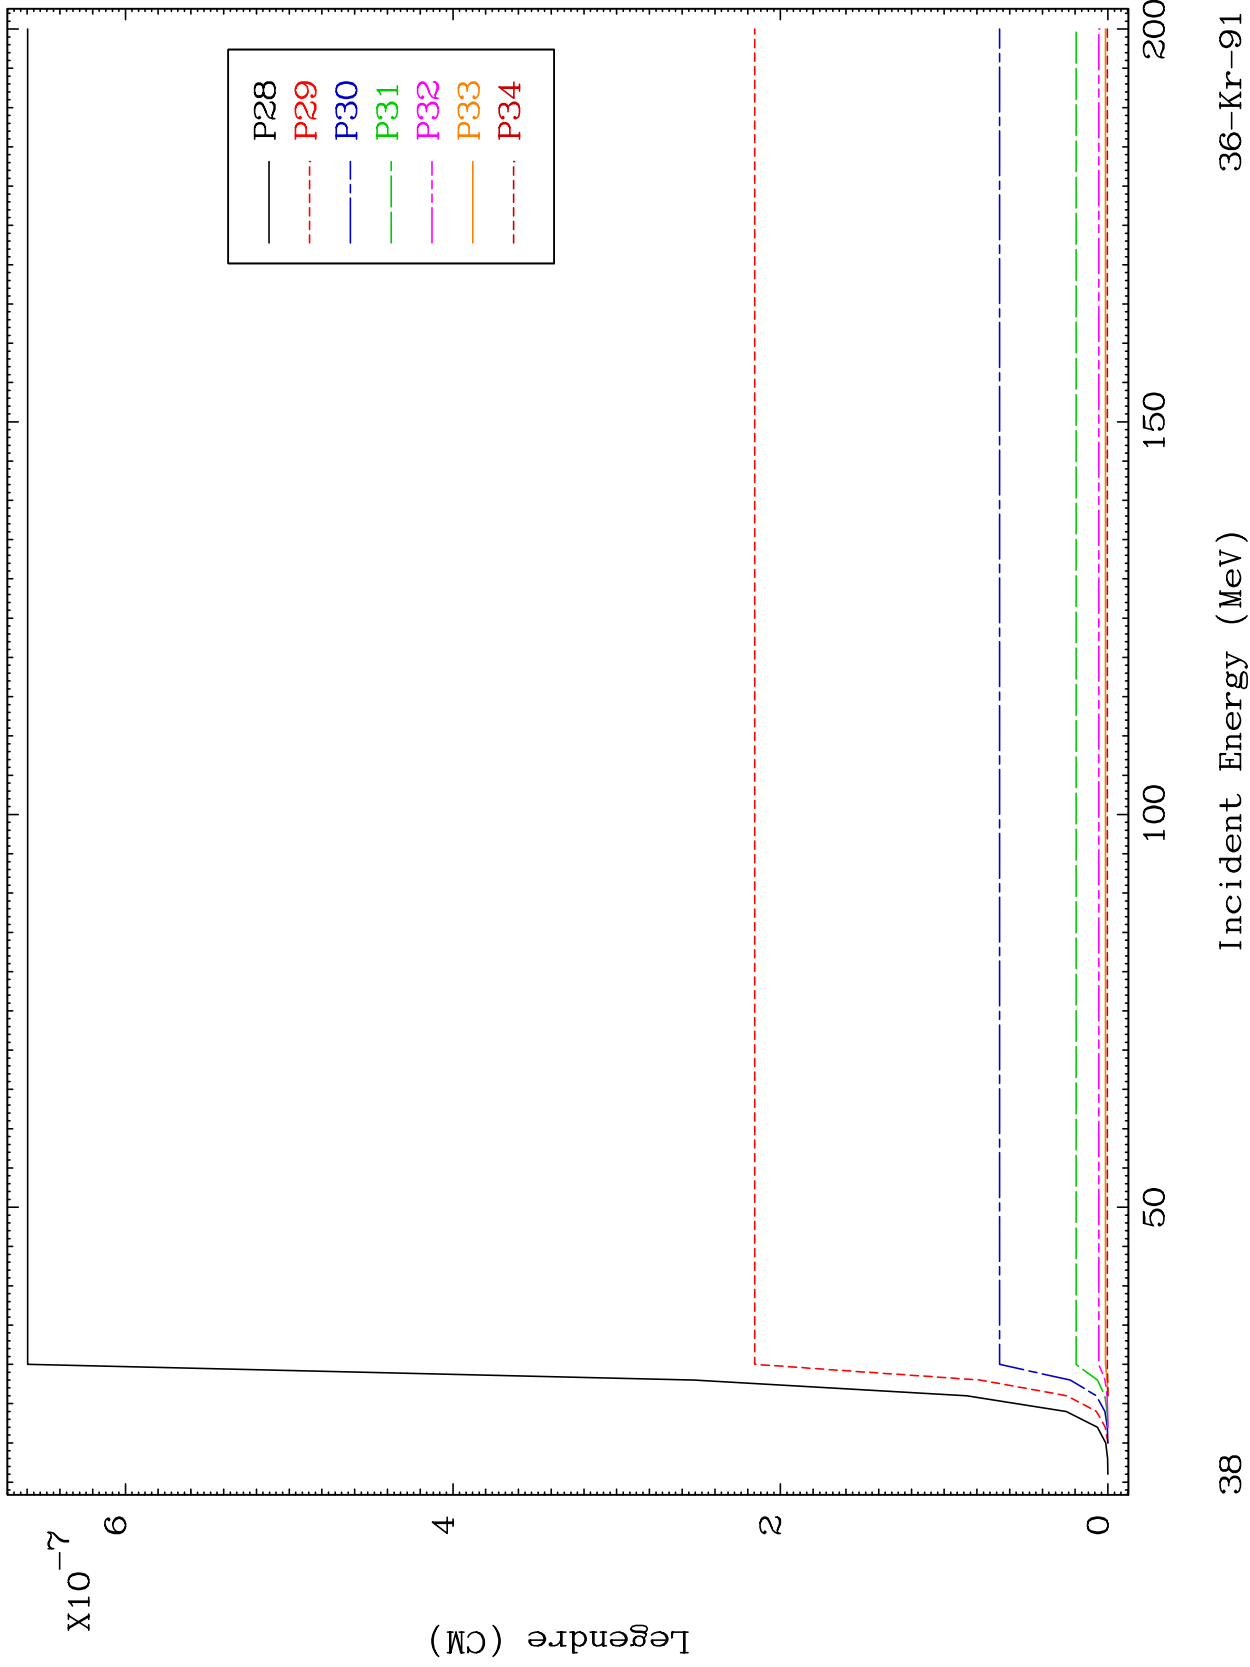 X10^-7
6
4
2
0
Legendre (CM)
P28
P29
P30
P31
P32
P33
P34
50
100
150
200
Incident Energy (MeV)
38
36-Kr-91